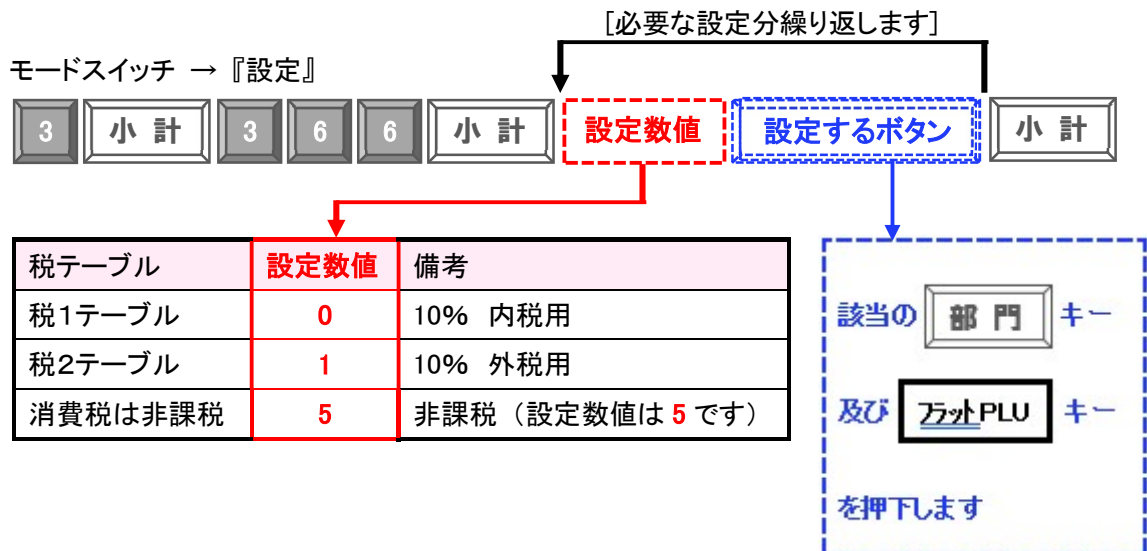 [必要な設定分繰り返します]
モードスイッチ → 『設定』
3 小 計 3 6 6 小 計 設定数値 設定するボタン 小 計
税テーブル 設定数値 備考
税1テーブル 0 10% 内税用
税2テーブル 1 10% 外税用
消費税は非課税 5 非課税 (設定数値は 5 です)
該当の 部 門 キー
及び フラットPLU キー
を押下します